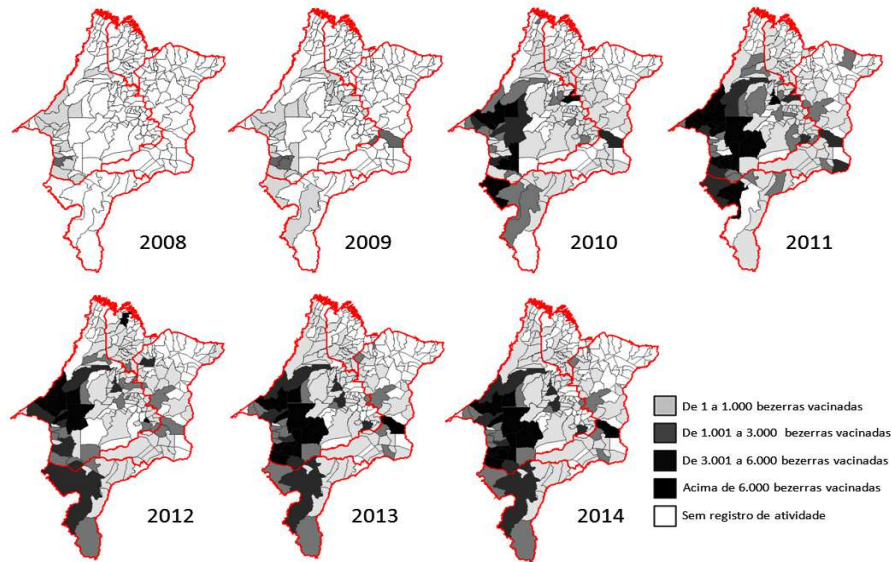 2008
2009
2010
2011
2012
2013
2014
De 1 a 1.000 bezerras vacinadas
De 1.001 a 3.000 bezerras vacinadas
De 3.001 a 6.000 bezerras vacinadas
Acima de 6.000 bezerras vacinadas
Sem registro de atividade